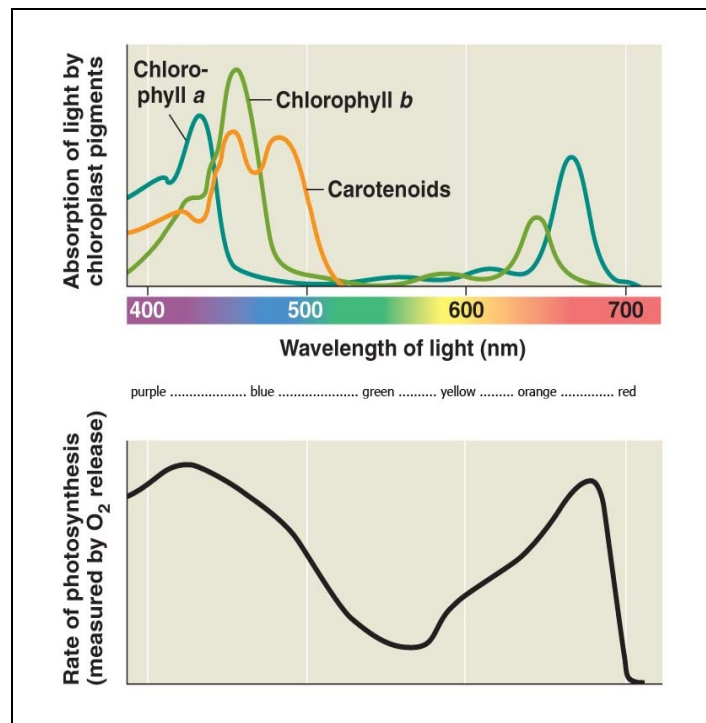 Absorption of light by
chloroplast pigments
Chloro-
phyll a
Chlorophyll b
Carotenoids
400 500 600 700
Wavelength of light (nm)
purple ..................... blue ...................... green .......... yellow ......... orange .............. red
Rate of photosynthesis
(measured by O₂ release)